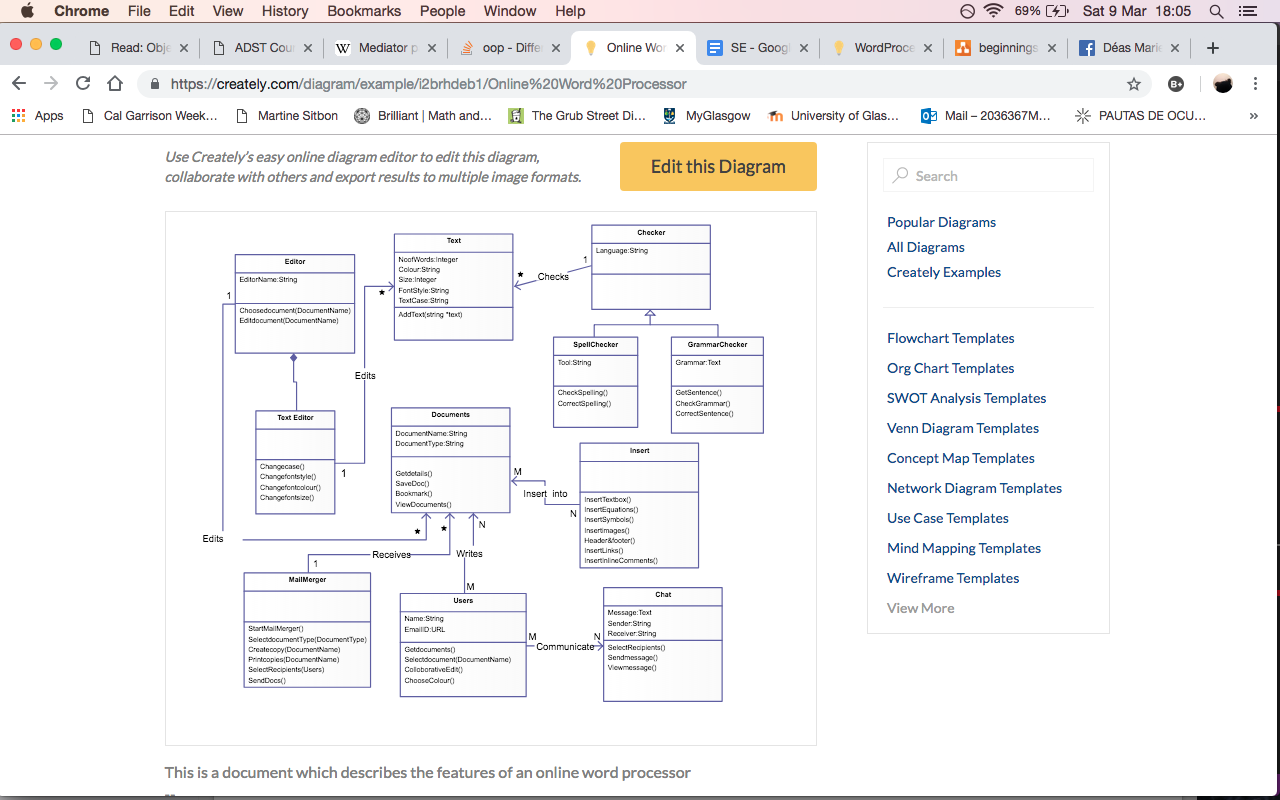 Chrome File Edit View History Bookmarks People Window Help 69% Sat 9 Mar 18:05
Read: Obje ADST Cour W Mediator p oop - Differ Online Wor SE - Googl WordProce beginnings Déas Marie
https://creately.com/diagram/example/i2brhdeb1/Online%20Word%20Processor
Apps Cal Garrison Week... Martine Sitbon Brilliant | Math and... The Grub Street Di... MyGlasgow University of Glas... Mail – 2036367M... PAUTAS DE OCU... »
Use Creately's easy online diagram editor to edit this diagram,
collaborate with others and export results to multiple image formats.
Edit this Diagram
Editor
EditorName:String
Choosedocument(DocumentName)
Editdocument(DocumentName)
1
Text
NoofWords:Integer
Colour:String
Size:Integer
FontStyle:String
TextCase:String
AddText(string *text)
*
*
Checks
1
Checker
Language:String
SpellChecker
Tool:String
CheckSpelling()
CorrectSpelling()
GrammarChecker
Grammar:Text
GetSentence()
CheckGrammar()
CorrectSentence()
Edits
Text Editor
Changecase()
Changefontstyle()
Changefontcolour()
Changefontsize()
1
Documents
DocumentName:String
DocumentType:String
Getdetails()
SaveDoc()
Bookmark()
ViewDocuments()
M
Insert into
N
Insert
InsertTextbox()
InsertEquations()
InsertSymbols()
InsertImages()
Header&footer()
InsertLinks()
InsertInlineComments()
Edits
*
*
N
Receives
Writes
1
M
MailMerger
StartMailMerger()
SelectdocumentType(DocumentType)
Createcopy(DocumentName)
Printcopies(DocumentName)
SelectRecipients(Users)
SendDocs()
Users
Name:String
EmailID:URL
Getdocuments()
Selectdocument(DocumentName)
ColloborativeEdit()
ChooseColour()
M
N
Communicate
Chat
Message:Text
Sender:String
Receiver:String
SelectRecipients()
Sendmessage()
Viewmessage()
This is a document which describes the features of an online word processor
Search
Popular Diagrams
All Diagrams
Creately Examples
Flowchart Templates
Org Chart Templates
SWOT Analysis Templates
Venn Diagram Templates
Concept Map Templates
Network Diagram Templates
Use Case Templates
Mind Mapping Templates
Wireframe Templates
View More